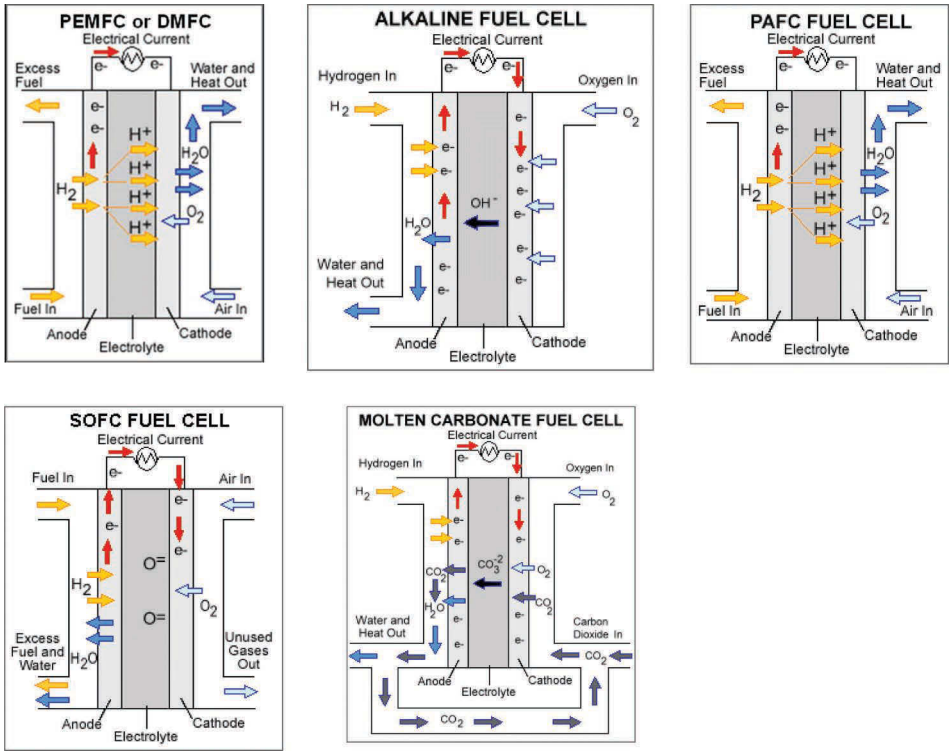 PEMFC or DMFC
Electrical Current
e-
e-
Excess
Fuel
Water and
Heat Out
e-
e-
H+
H+
H+
H+
H2
H2O
O2
Fuel In
Air In
Anode
Cathode
Electrolyte
ALKALINE FUEL CELL
Electrical Current
e-
e-
Hydrogen In
Oxygen In
H2
O2
e-
e-
e-
e-
e-
e-
e-
e-
e-
e-
e-
OH-
H2O
Water and
Heat Out
Anode
Cathode
Electrolyte
PAFC FUEL CELL
Electrical Current
e-
e-
Excess
Fuel
Water and
Heat Out
e-
e-
H+
H+
H+
H+
H2
H2O
O2
Fuel In
Air In
Anode
Cathode
Electrolyte
SOFC FUEL CELL
Electrical Current
e-
Fuel In
Air In
e-
e-
e-
e-
O=
O=
H2
O2
H2O
Excess
Fuel and
Water
Unused
Gases
Out
Anode
Cathode
Electrolyte
MOLTEN CARBONATE FUEL CELL
Electrical Current
e-
e-
Hydrogen In
Oxygen In
H2
O2
e-
e-
e-
e-
e-
e-
e-
e-
e-
e-
CO2
CO3-2
O2
H2O
CO2
Water and
Heat Out
Carbon
Dioxide In
CO2
Anode
Cathode
Electrolyte
CO2